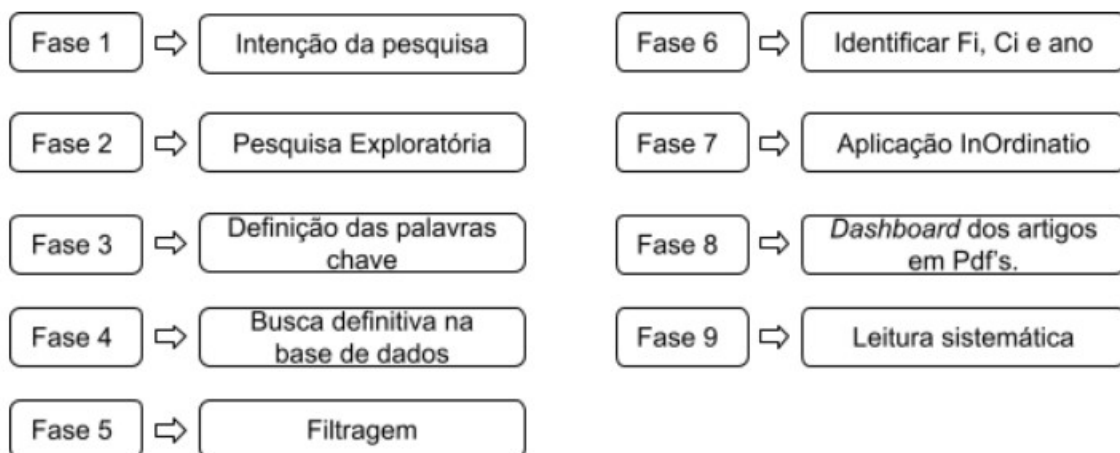 Fase 1
Intenção da pesquisa
Fase 2
Pesquisa Exploratória
Fase 3
Definição das palavras
chave
Fase 4
Busca definitiva na
base de dados
Fase 5
Filtragem
Fase 6
Identificar Fi, Ci e ano
Fase 7
Aplicação InOrdinatio
Fase 8
Dashboard dos artigos
em Pdf's.
Fase 9
Leitura sistemática